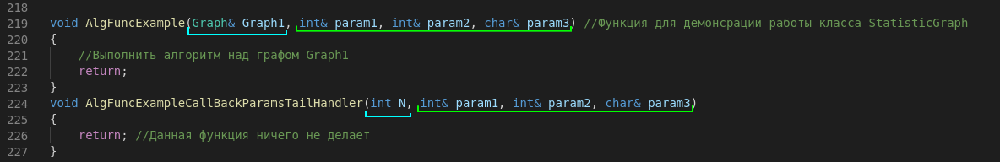 218
219 void AlgFuncExample(Graph& Graph1, int& param1, int& param2, char& param3) //Функция для демонсрации работы класса StatisticGraph
220 {
221 //Выполнить алгоритм над графом Graph1
222 return;
223 }
224 void AlgFuncExampleCallBackParamsTailHandler(int N, int& param1, int& param2, char& param3)
225 {
226 return; //Данная функция ничего не делает
227 }